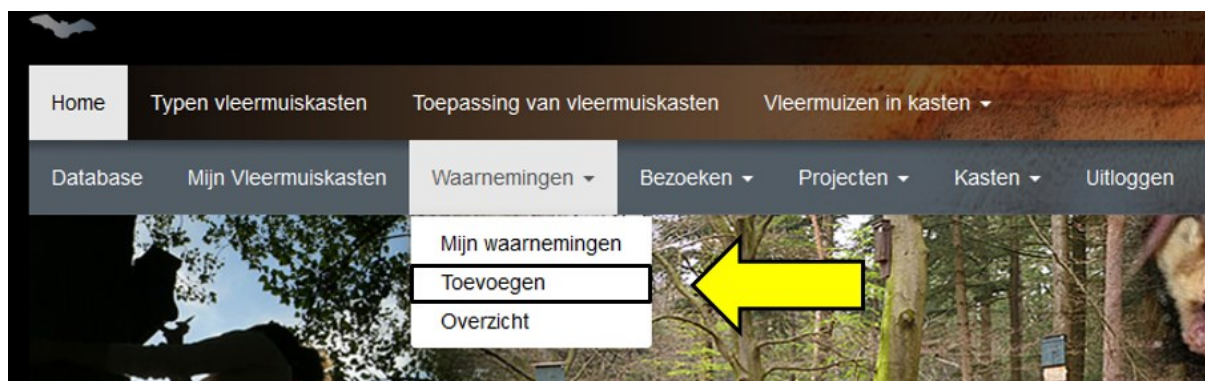 Home Typen vleermuiskasten Toepassing van vleermuiskasten Vleermuizen in kasten
Database Mijn Vleermuiskasten Waarnemingen Bezoeken Projecten Kasten Uitloggen
Mijn waarnemingen
Toevoegen
Overzicht